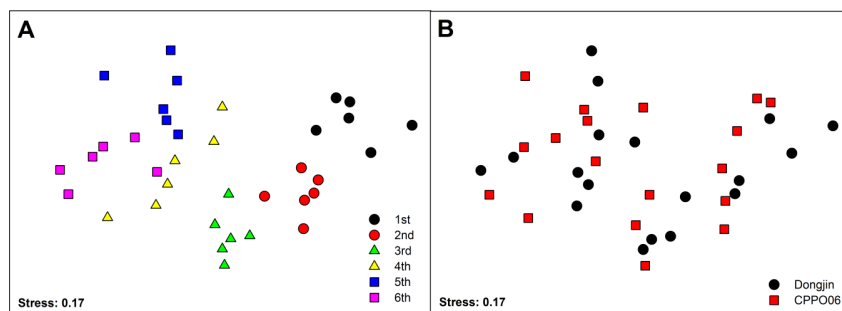 A
1st
2nd
3rd
4th
5th
6th
Stress: 0.17
B
Dongjin
CPPO06
Stress: 0.17